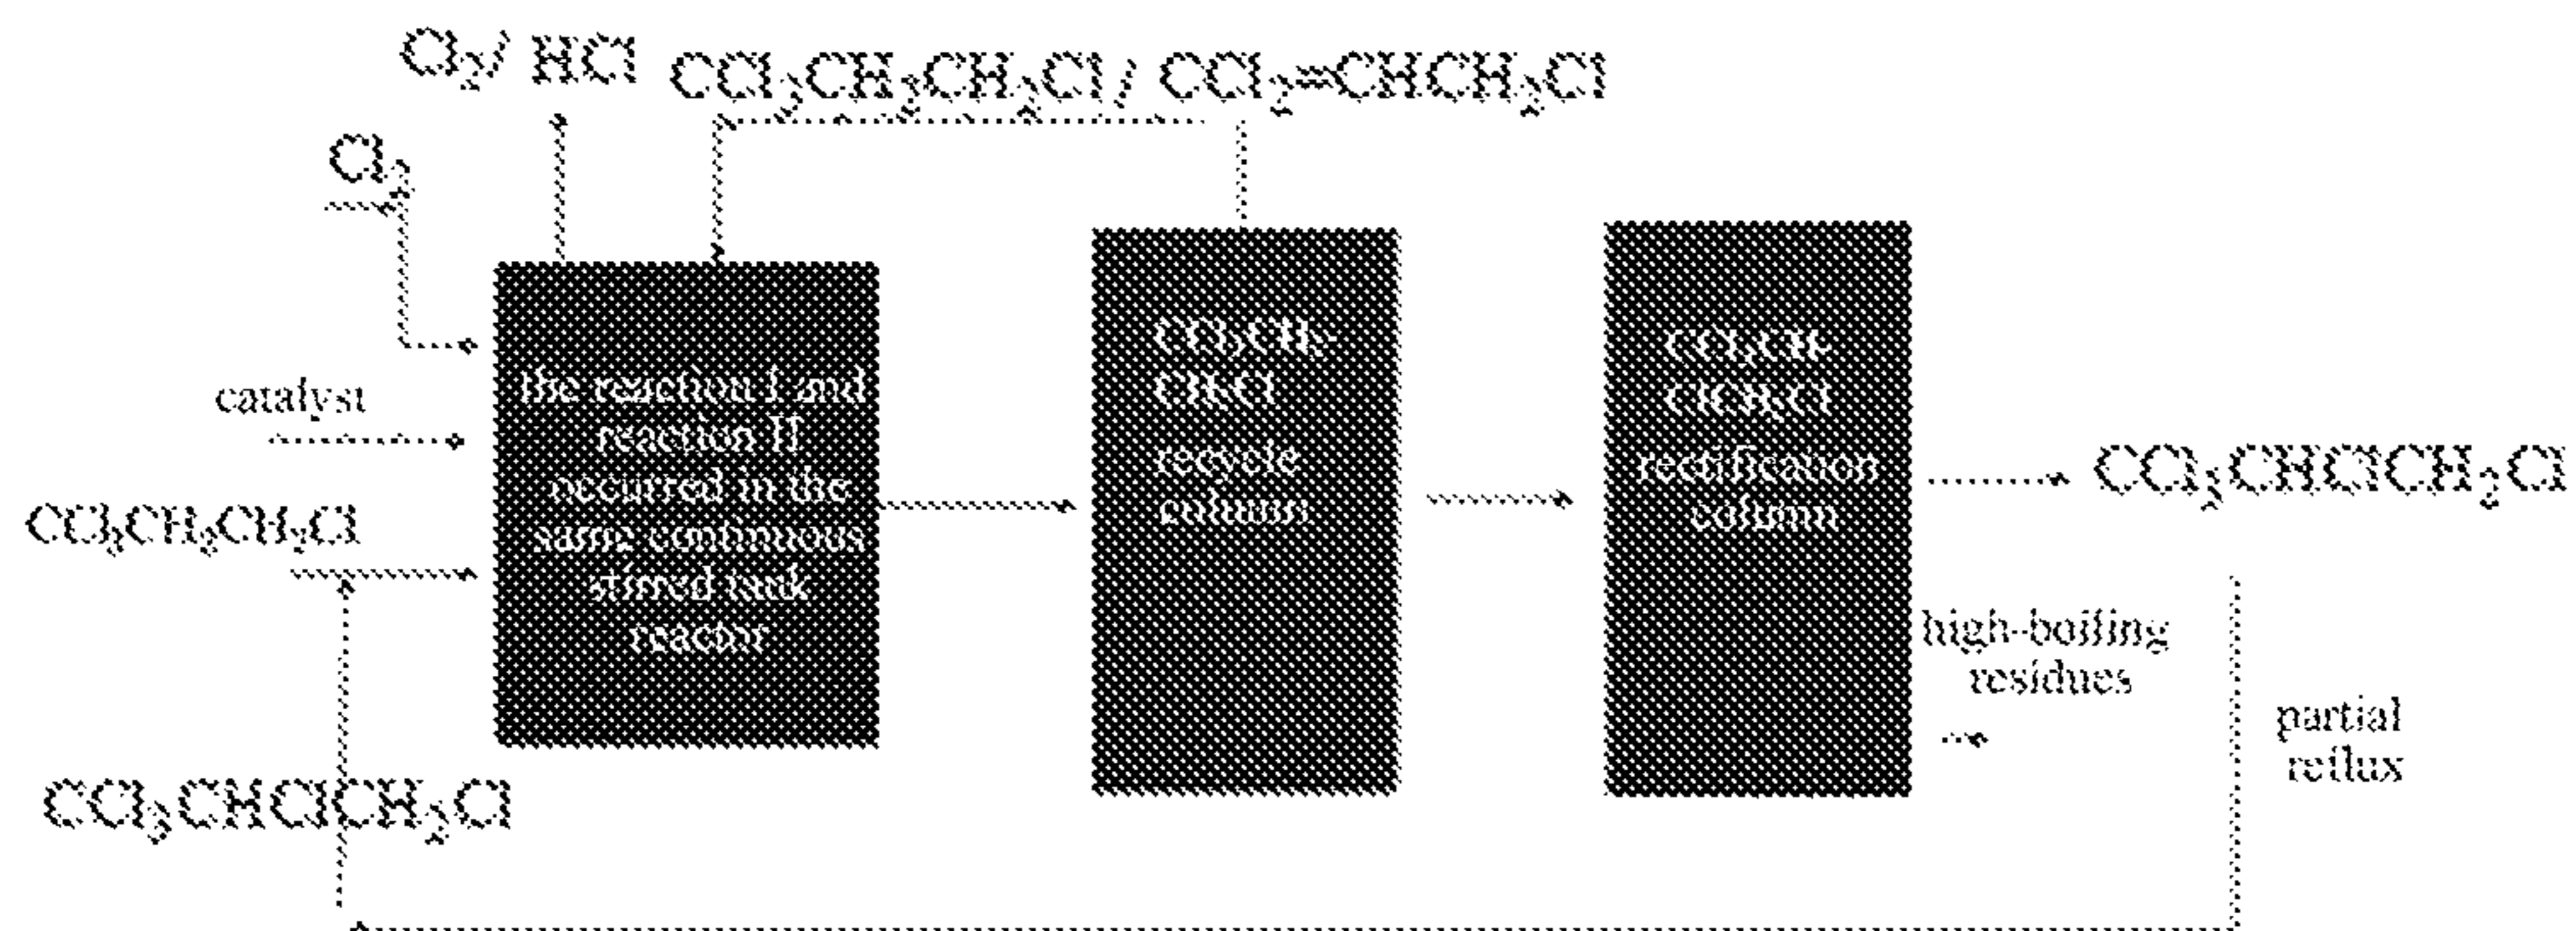 Cl₂/ HCl
CCl₃CH₂CH₂Cl / CCl₂=CHCH₂Cl
Cl₂
catalyst
CCl₃CH₂CH₂Cl
CCl₃CHClCH₂Cl
the reaction I and
reaction II
occurred in the
same continuous
stirred tank
reactor
CCl₃CH₂-
CH₂Cl
recycle
column
CCl₃CH-
ClCH₂Cl
rectification
column
CCl₃CHClCH₂Cl
high-boiling
residues
partial
reflux